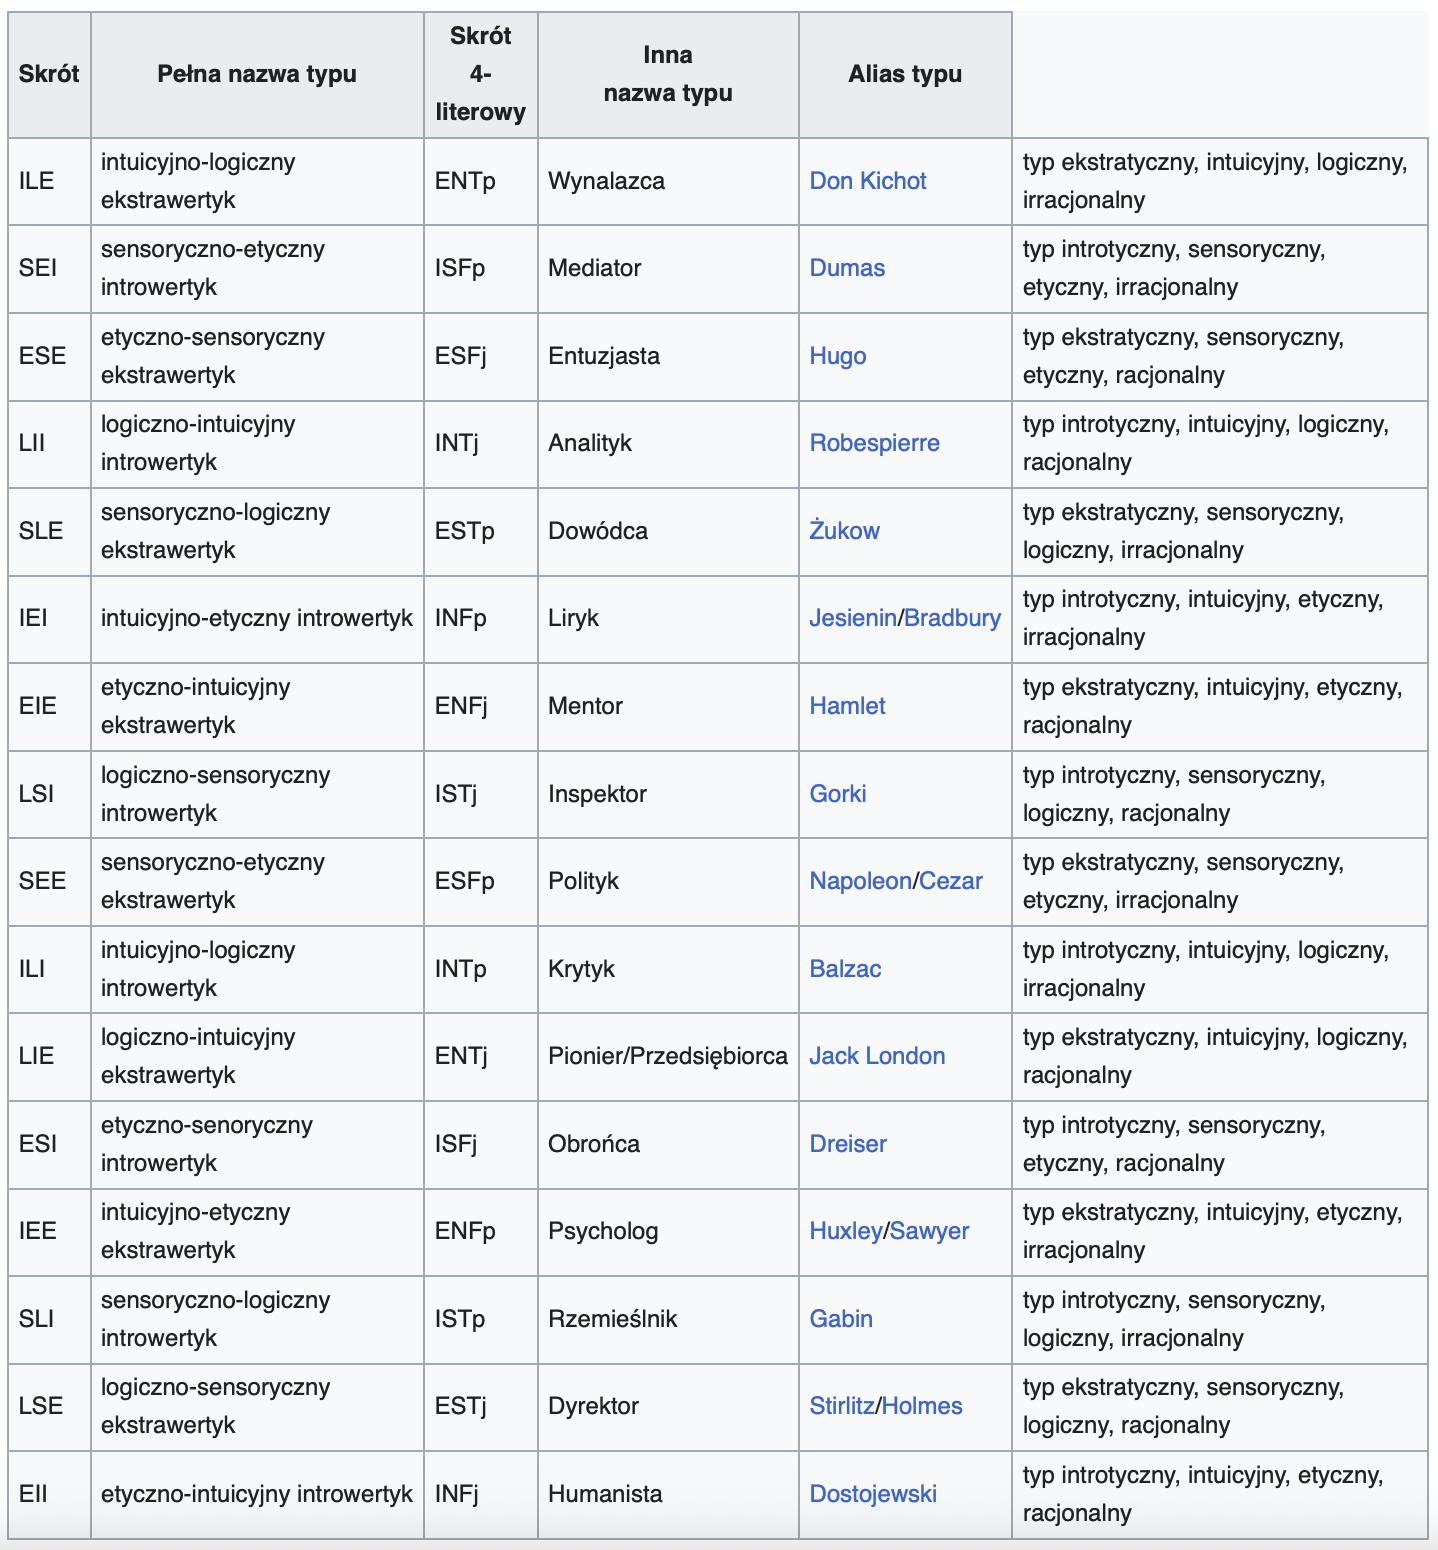 Skrót
Pełna nazwa typu
Skrót
4-
literowy
Inna
nazwa typu
Alias typu
ILE
intuicyjno-logiczny
ekstrawertyk
ENTp
Wynalazca
Don Kichot
typ ekstratyczny, intuicyjny, logiczny,
irracjonalny
SEI
sensoryczno-etyczny
introwertyk
ISFp
Mediator
Dumas
typ introtyczny, sensoryczny,
etyczny, irracjonalny
ESE
etyczno-sensoryczny
ekstrawertyk
ESFj
Entuzjasta
Hugo
typ ekstratyczny, sensoryczny,
etyczny, racjonalny
LII
logiczno-intuicyjny
introwertyk
INTj
Analityk
Robespierre
typ introtyczny, intuicyjny, logiczny,
racjonalny
SLE
sensoryczno-logiczny
ekstrawertyk
ESTp
Dowódca
Żukow
typ ekstratyczny, sensoryczny,
logiczny, irracjonalny
IEI
intuicyjno-etyczny introwertyk
INFp
Liryk
Jesienin/Bradbury
typ introtyczny, intuicyjny, etyczny,
irracjonalny
EIE
etyczno-intuicyjny
ekstrawertyk
ENFj
Mentor
Hamlet
typ ekstratyczny, intuicyjny, etyczny,
racjonalny
LSI
logiczno-sensoryczny
introwertyk
ISTj
Inspektor
Gorki
typ introtyczny, sensoryczny,
logiczny, racjonalny
SEE
sensoryczno-etyczny
ekstrawertyk
ESFp
Polityk
Napoleon/Cezar
typ ekstratyczny, sensoryczny,
etyczny, irracjonalny
ILI
intuicyjno-logiczny
introwertyk
INTp
Krytyk
Balzac
typ introtyczny, intuicyjny, logiczny,
irracjonalny
LIE
logiczno-intuicyjny
ekstrawertyk
ENTj
Pionier/Przedsiębiorca
Jack London
typ ekstratyczny, intuicyjny, logiczny,
racjonalny
ESI
etyczno-senoryczny
introwertyk
ISFj
Obrońca
Dreiser
typ introtyczny, sensoryczny,
etyczny, racjonalny
IEE
intuicyjno-etyczny
ekstrawertyk
ENFp
Psycholog
Huxley/Sawyer
typ ekstratyczny, intuicyjny, etyczny,
irracjonalny
SLI
sensoryczno-logiczny
introwertyk
ISTp
Rzemieślnik
Gabin
typ introtyczny, sensoryczny,
logiczny, irracjonalny
LSE
logiczno-sensoryczny
ekstrawertyk
ESTj
Dyrektor
Stirlitz/Holmes
typ ekstratyczny, sensoryczny,
logiczny, racjonalny
EII
etyczno-intuicyjny introwertyk
INFj
Humanista
Dostojewski
typ introtyczny, intuicyjny, etyczny,
racjonalny